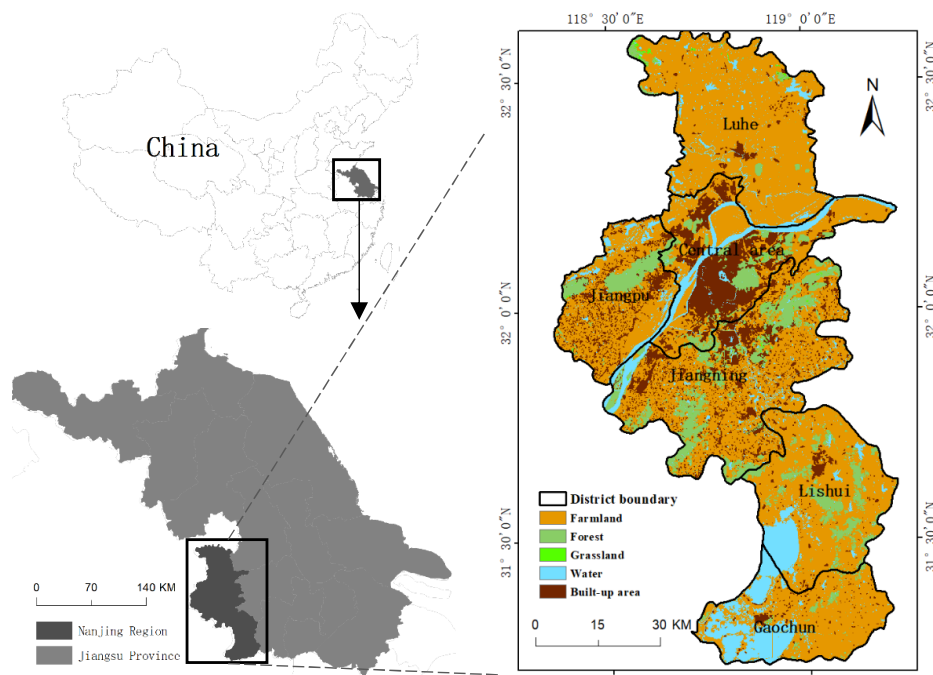 China
0 70 140 KM
Nanjing Region
Jiangsu Province
118° 30'0"E 119° 0'0"E
32° 30'0"N
32° 0'0"N
31° 30'0"N
32° 30'0"N
32° 0'0"N
31° 30'0"N
N
Luhe
Central area
Jiangpu
Jiangning
Lishui
Gaochun
District boundary
Farmland
Forest
Grassland
Water
Built-up area
0 15 30 KM